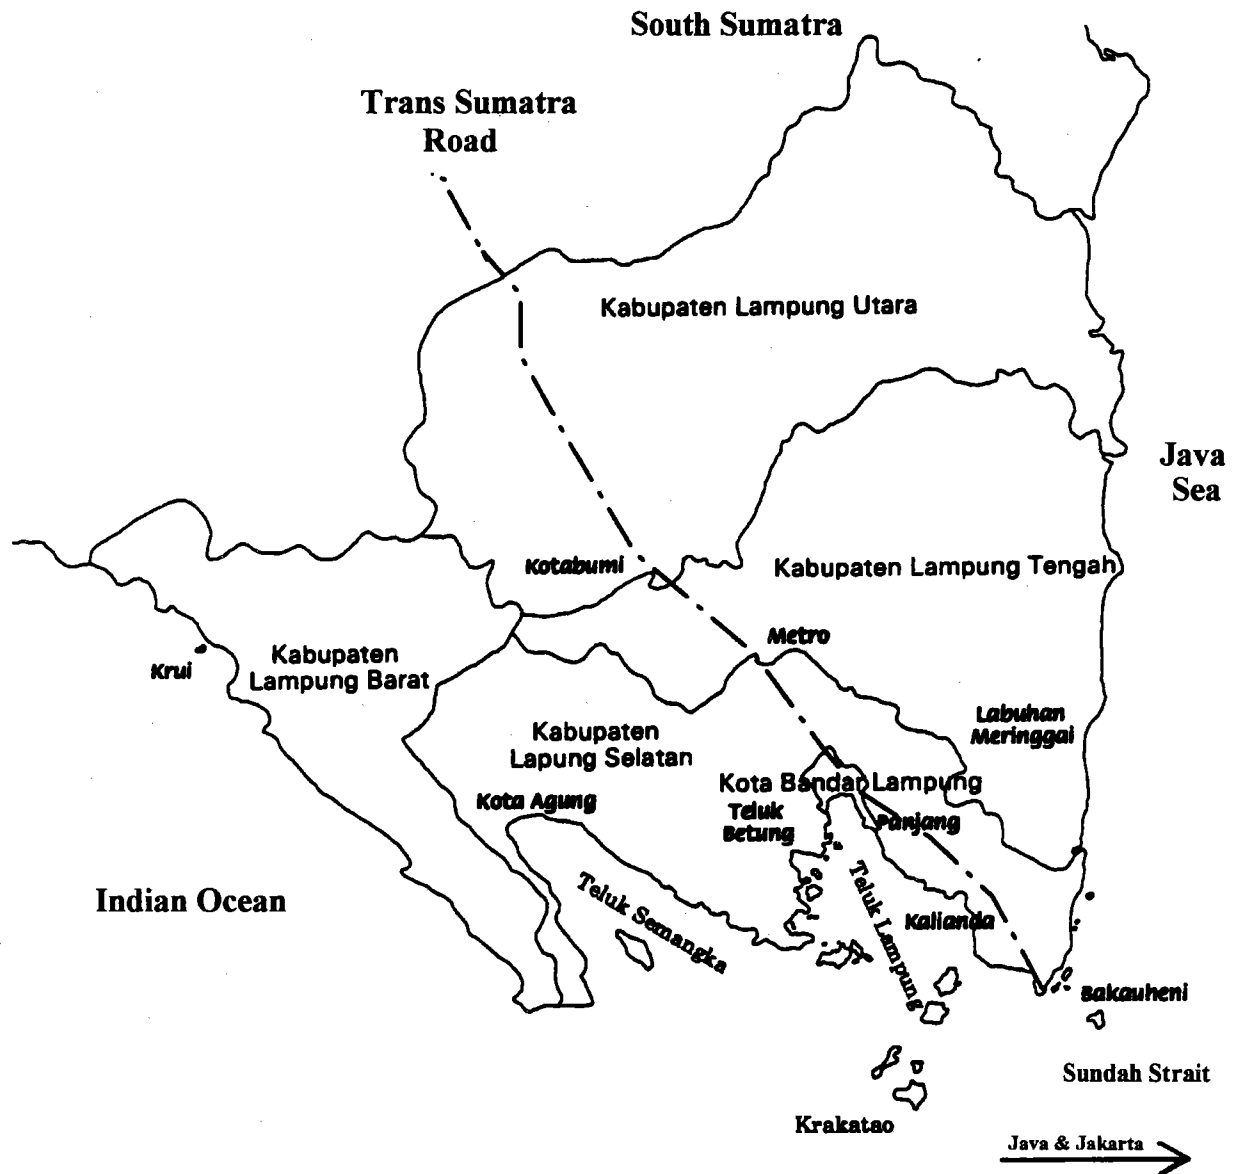 South Sumatra
Trans Sumatra
Road
Kabupaten Lampung Utara
Java
Sea
Kotabumi
Kabupaten Lampung Tengah
Metro
Krui
Kabupaten
Lampung Barat
Labuhan
Meringgai
Kabupaten
Lapung Selatan
Kota Bandar Lampung
Kota Agung
Teluk
Betung
Panjang
Indian Ocean
Teluk Semangka
Teluk Lampung
Kalianda
Bakauheni
Sundah Strait
Krakatao
Java & Jakarta